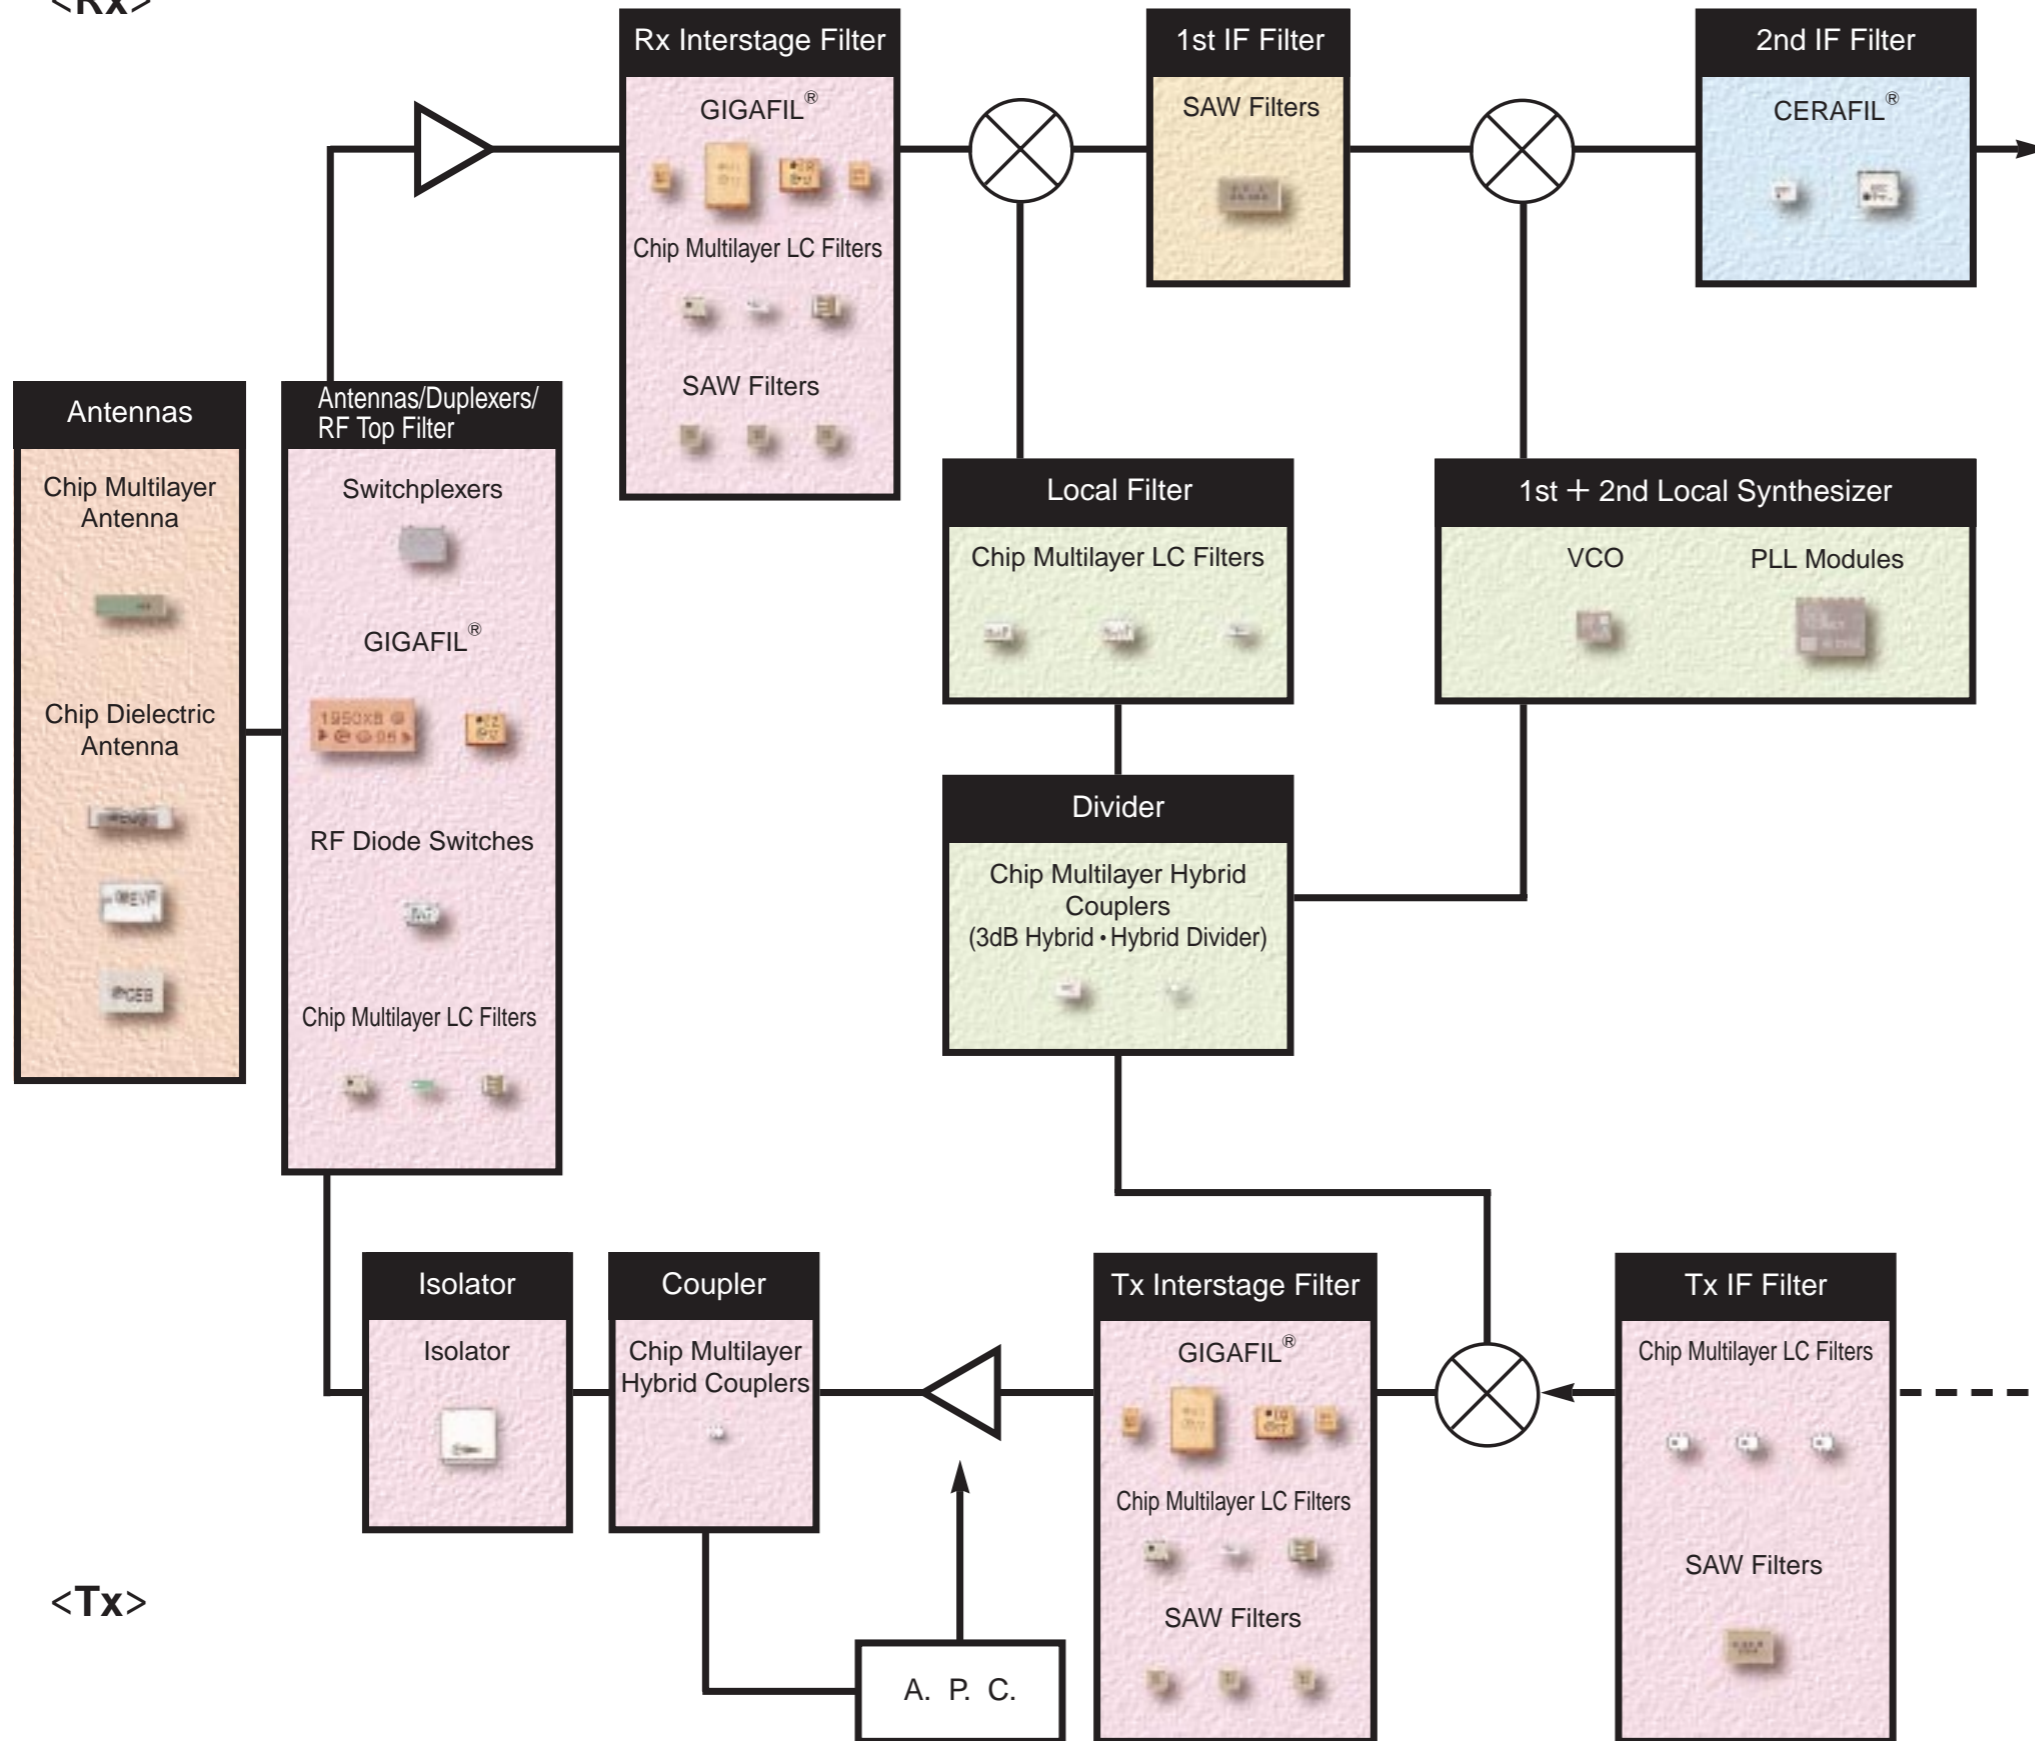 <Rx>
Rx Interstage Filter
GIGAFIL®
Chip Multilayer LC Filters
SAW Filters
1st IF Filter
SAW Filters
2nd IF Filter
CERAFIL®
Antennas
Chip Multilayer
Antenna
Chip Dielectric
Antenna
Antennas/Duplexers/
RF Top Filter
Switchplexers
GIGAFIL®
RF Diode Switches
Chip Multilayer LC Filters
Local Filter
Chip Multilayer LC Filters
1st + 2nd Local Synthesizer
VCO
PLL Modules
Divider
Chip Multilayer Hybrid
Couplers
(3dB Hybrid・Hybrid Divider)
Isolator
Isolator
Coupler
Chip Multilayer
Hybrid Couplers
Tx Interstage Filter
GIGAFIL®
Chip Multilayer LC Filters
SAW Filters
Tx IF Filter
Chip Multilayer LC Filters
SAW Filters
<Tx>
A. P. C.